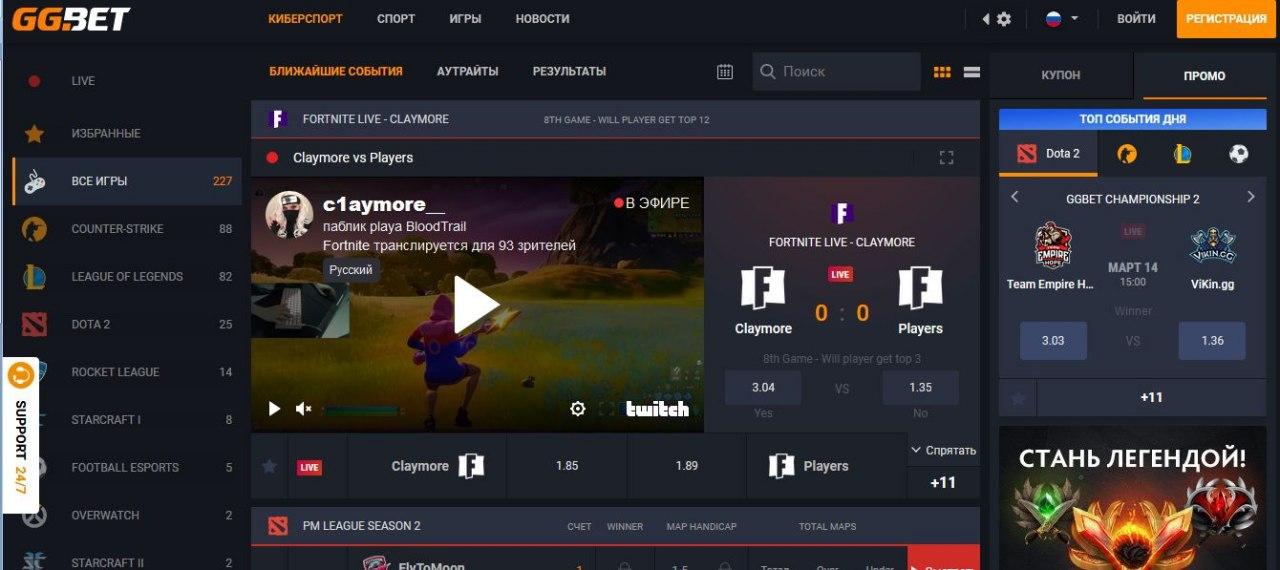 GG.BET
КИБЕРСПОРТ СПОРТ ИГРЫ НОВОСТИ
ВОЙТИ РЕГИСТРАЦИЯ
LIVE
ИЗБРАННЫЕ
ВСЕ ИГРЫ 227
COUNTER-STRIKE 88
LEAGUE OF LEGENDS 82
DOTA 2 25
ROCKET LEAGUE 14
STARCRAFT I 8
FOOTBALL ESPORTS 5
OVERWATCH 2
STARCRAFT II 2
SUPPORT 24/7
БЛИЖАЙШИЕ СОБЫТИЯ АУТРАЙТЫ РЕЗУЛЬТАТЫ
Поиск
FORTNITE LIVE - CLAYMORE 8TH GAME - WILL PLAYER GET TOP 12
Claymore vs Players
c1aymore__
В ЭФИРЕ
паблик playa BloodTrail
Fortnite транслируется для 93 зрителей
Русский
twitch
FORTNITE LIVE - CLAYMORE
LIVE
0 : 0
Claymore Players
8th Game - Will player get top 3
3.04 VS 1.35
Yes No
LIVE Claymore 1.85 1.89 Players
Спрятать
+11
PM LEAGUE SEASON 2 СЧЕТ WINNER MAP HANDICAP TOTAL MAPS
FlyToMoon 1 1.5 Тотал Over Under
КУПОН ПРОМО
ТОП СОБЫТИЯ ДНЯ
Dota 2
GGBET CHAMPIONSHIP 2
LIVE
EMPIRE
HOPE
VIKIN.GG
МАРТ 14
15:00
Team Empire H... ViKin.gg
Winner
3.03 VS 1.36
+11
СТАНЬ ЛЕГЕНДОЙ!